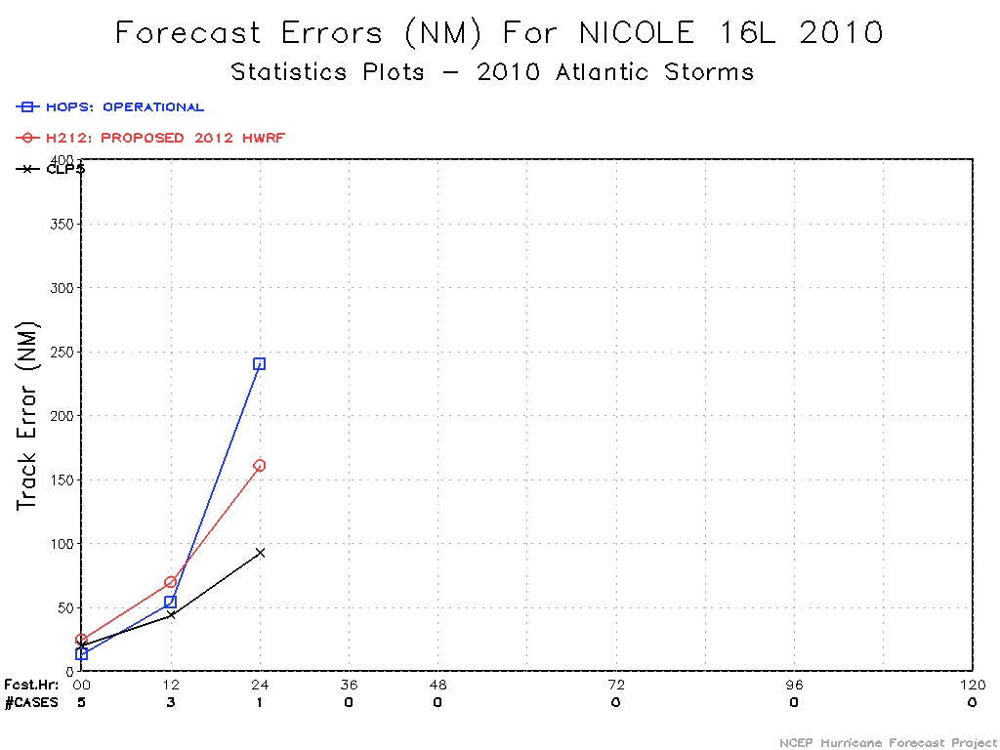 Forecast Errors (NM) For NICOLE 16L 2010
Statistics Plots - 2010 Atlantic Storms
HOPS: OPERATIONAL
H212: PROPOSED 2012 HWRF
CLP5
400
350
300
250
200
150
100
50
0
Track Error (NM)
Fcst.Hr: 00 12 24 36 48 72 96 120
#CASES 5 3 1 0 0 0 0 0
NCEP Hurricane Forecast Project